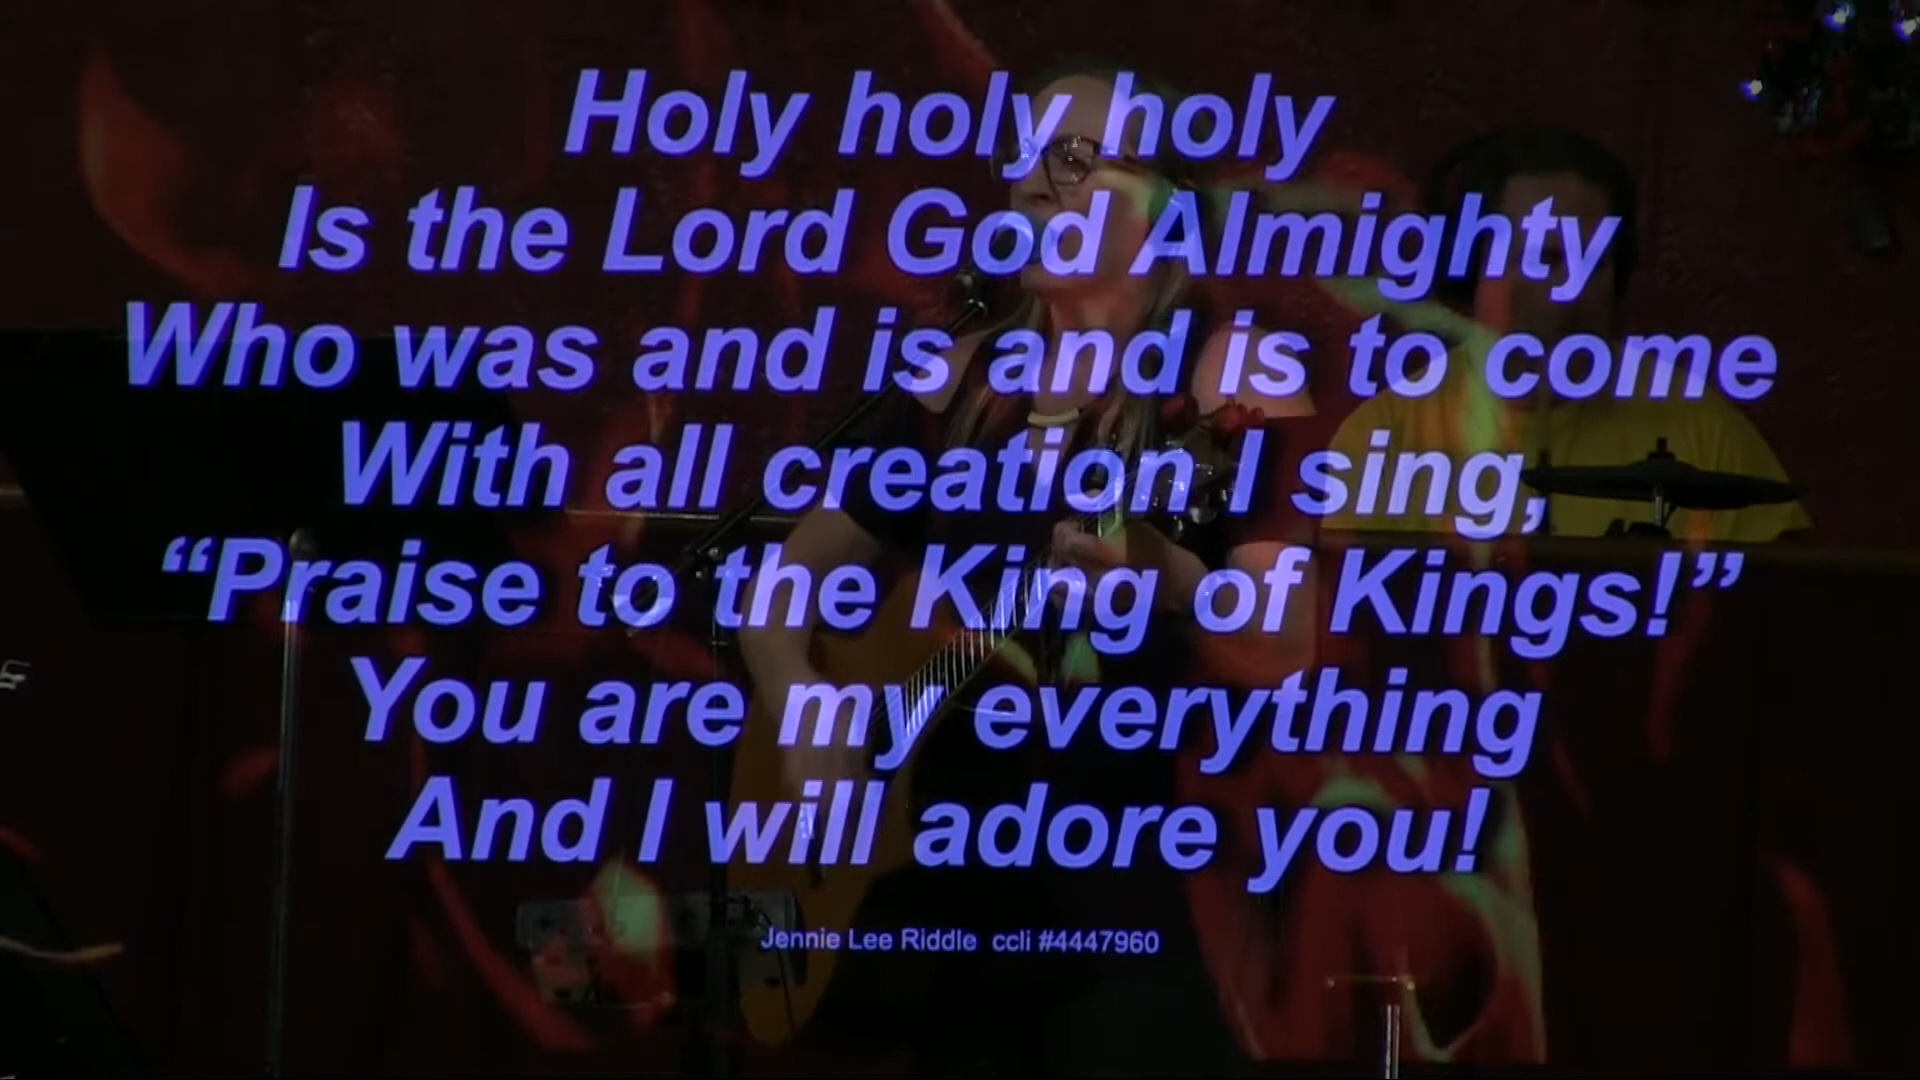 Holy holy holy
Is the Lord God Almighty
Who was and is and is to come
With all creation I sing,
“Praise to the King of Kings!”
You are my everything
And I will adore you!
Jennie Lee Riddle ccli #4447960